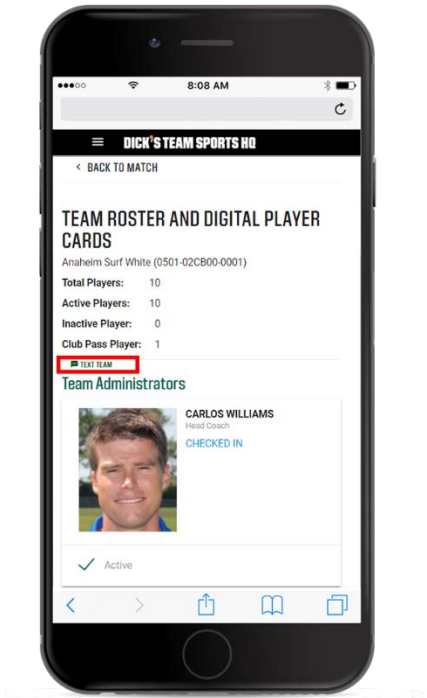 8:08 AM
DICK'S TEAM SPORTS HQ
< BACK TO MATCH
TEAM ROSTER AND DIGITAL PLAYER
CARDS
Anaheim Surf White (0501-02CB00-0001)
Total Players: 10
Active Players: 10
Inactive Player: 0
Club Pass Player: 1
TEXT TEAM
Team Administrators
CARLOS WILLIAMS
Head Coach
CHECKED IN
Active